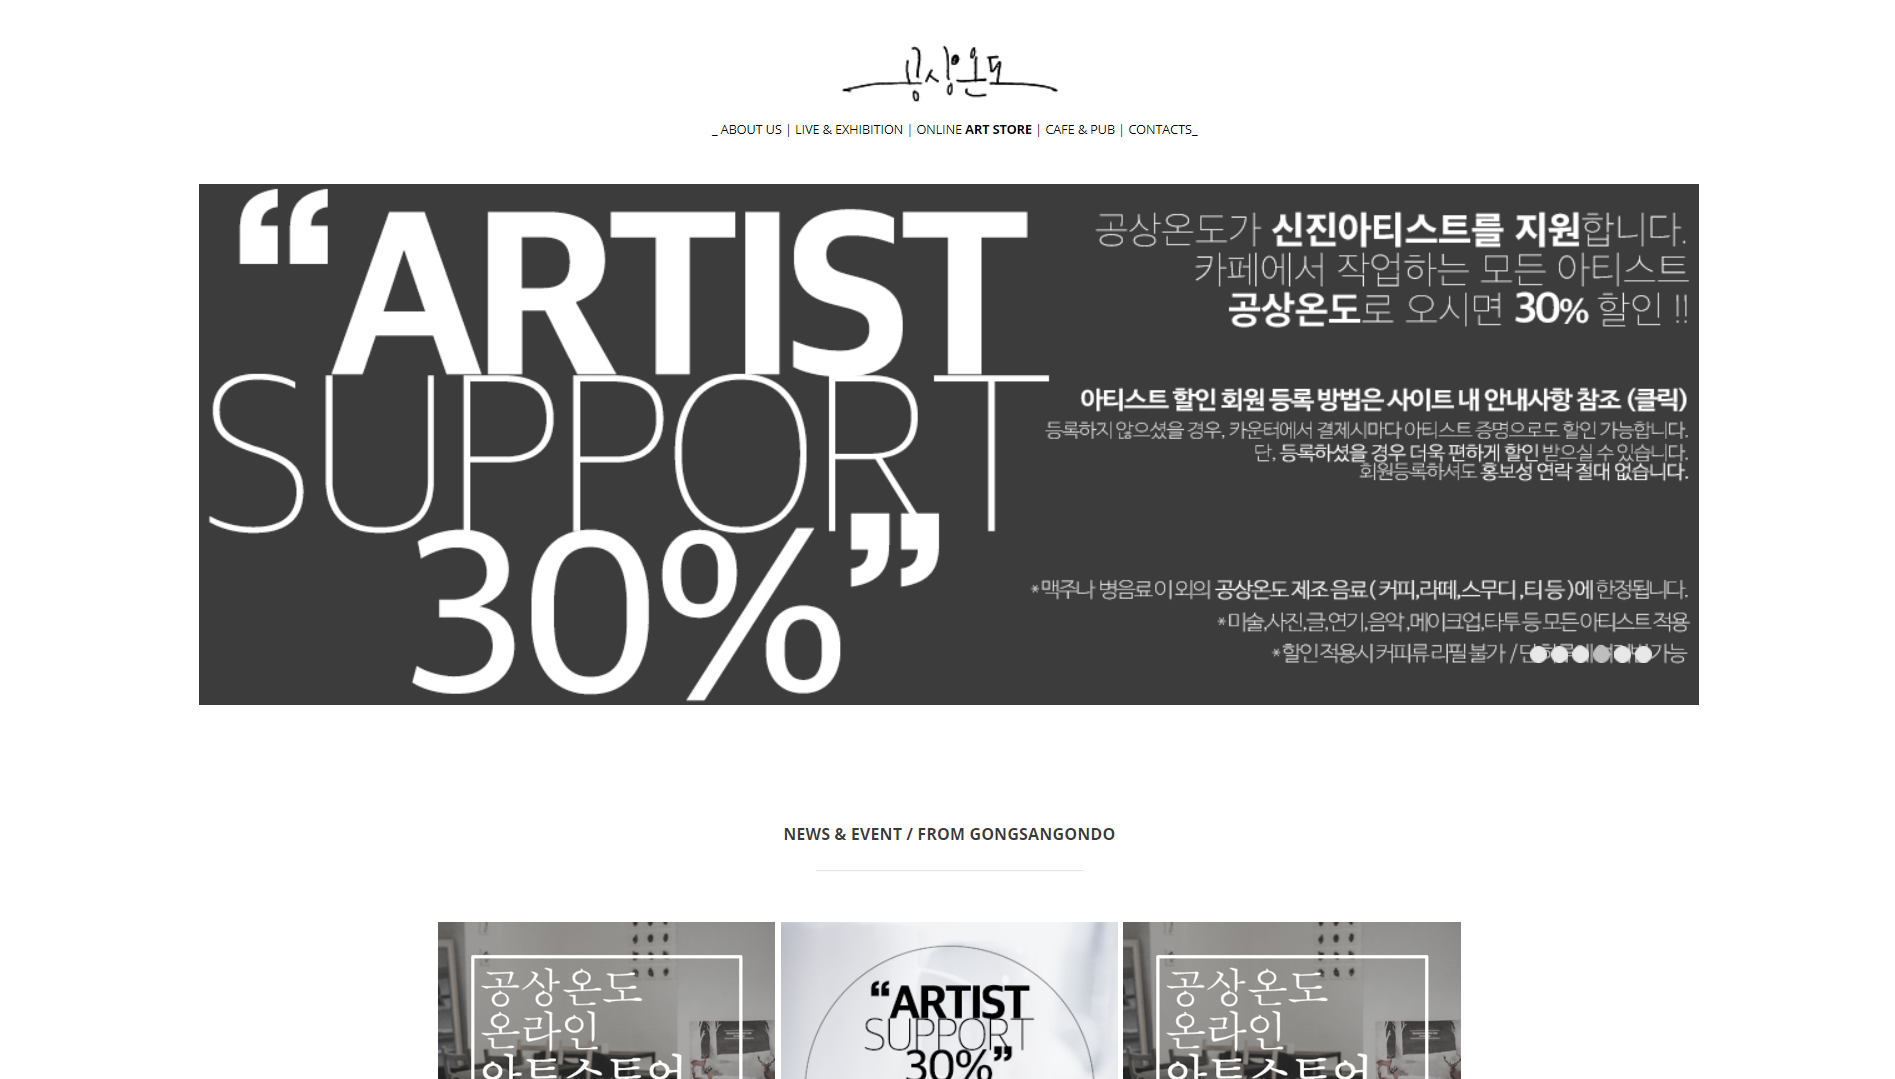 공상온도
_ ABOUT US | LIVE & EXHIBITION | ONLINE ART STORE | CAFE & PUB | CONTACTS_
“ARTIST
SUPPORT
30%”
공상온도가 신진아티스트를 지원합니다.
카페에서 작업하는 모든 아티스트
공상온도로 오시면 30% 할인 !!
아티스트 할인 회원 등록 방법은 사이트 내 안내사항 참조 (클릭)
등록하지 않으셨을 경우, 카운터에서 결제시마다 아티스트 증명으로도 할인 가능합니다.
단, 등록하셨을 경우 더욱 편하게 할인 받으실 수 있습니다.
회원등록하셔도 홍보성 연락 절대 없습니다.
*맥주나 병음료 이외의 공상온도 제조 음료 ( 커피,라떼,스무디 ,티 등 )에 한정됩니다.
*미술,사진,글,연기,음악 ,메이크업,타투 등 모든 아티스트 적용
*할인 적용시 커피류 리필 불가 / 가능
NEWS & EVENT / FROM GONGSANGONDO
공상온도
온라인
아트스토어
“ARTIST
SUPPORT
30%”
공상온도
온라인
아트스토어